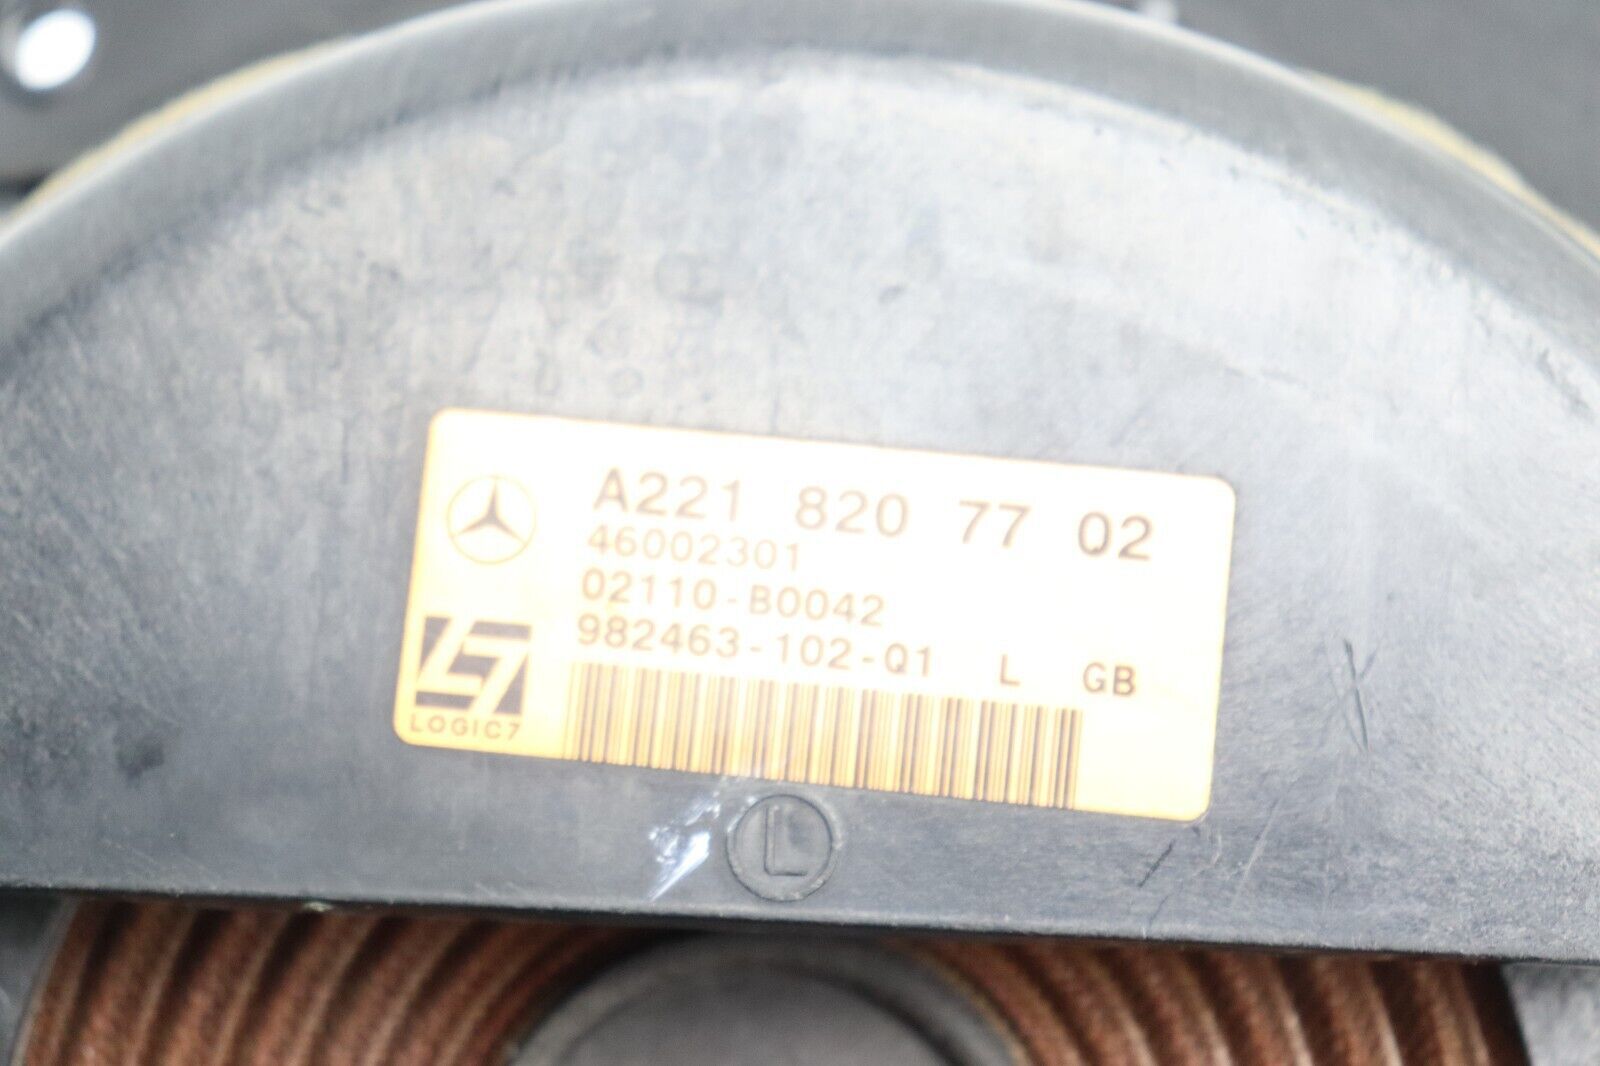 A221 820 77 02
46002301
02110-B0042
982463-102-Q1 L GB
LOGIC7
L